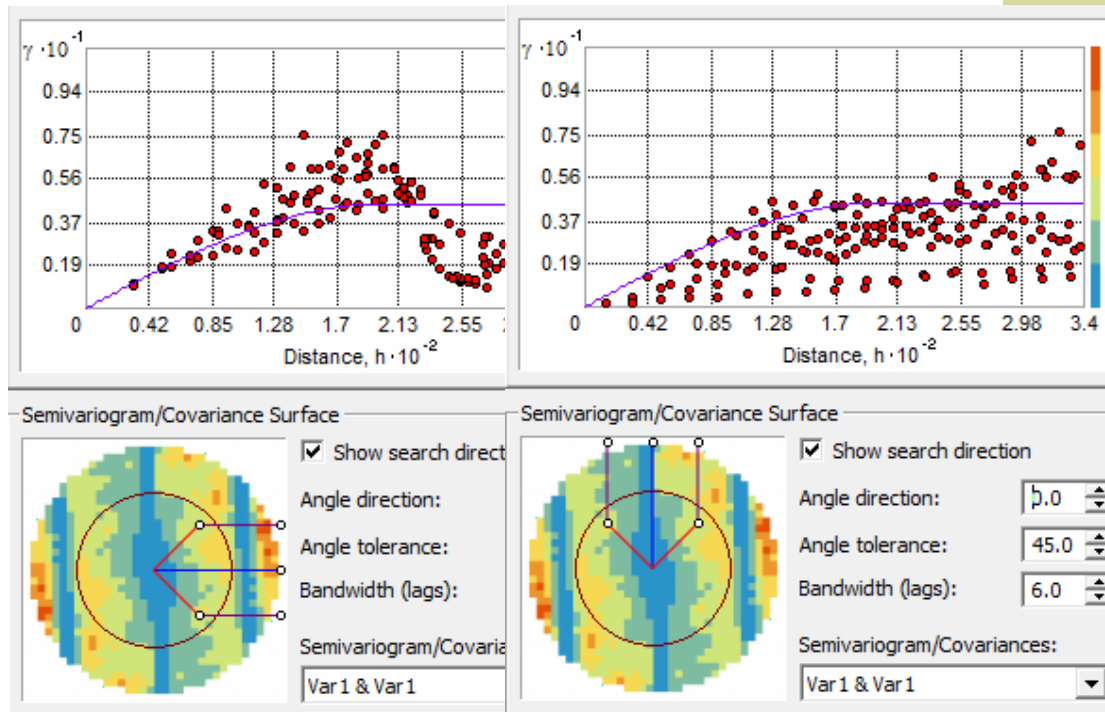 γ ·10 -1
0.94
0.75
0.56
0.37
0.19
0 0.42 0.85 1.28 1.7 2.13 2.55
Distance, h ·10 -2
Semivariogram/Covariance Surface
Show search direct
Angle direction:
Angle tolerance:
Bandwidth (lags):
Semivariogram/Covaria
Var1 & Var1
γ ·10 -1
0.94
0.75
0.56
0.37
0.19
0 0.42 0.85 1.28 1.7 2.13 2.55 2.98 3.4
Distance, h ·10 -2
Semivariogram/Covariance Surface
Show search direction
Angle direction: 0.0
Angle tolerance: 45.0
Bandwidth (lags): 6.0
Semivariogram/Covariances:
Var1 & Var1